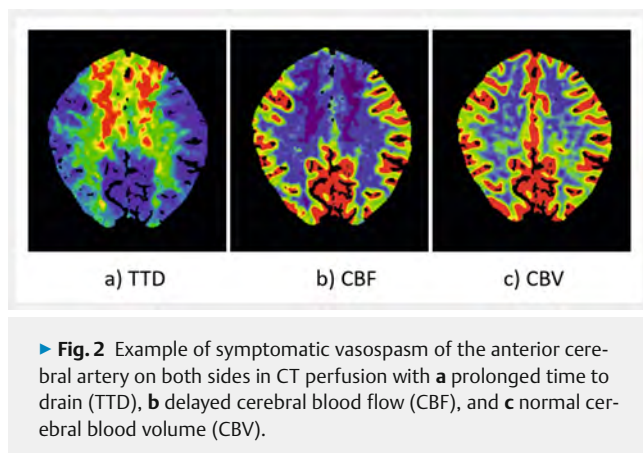 a) TTD b) CBF c) CBV
▶ Fig. 2 Example of symptomatic vasospasm of the anterior cere-
bral artery on both sides in CT perfusion with a prolonged time to
drain (TTD), b delayed cerebral blood flow (CBF), and c normal cer-
ebral blood volume (CBV).